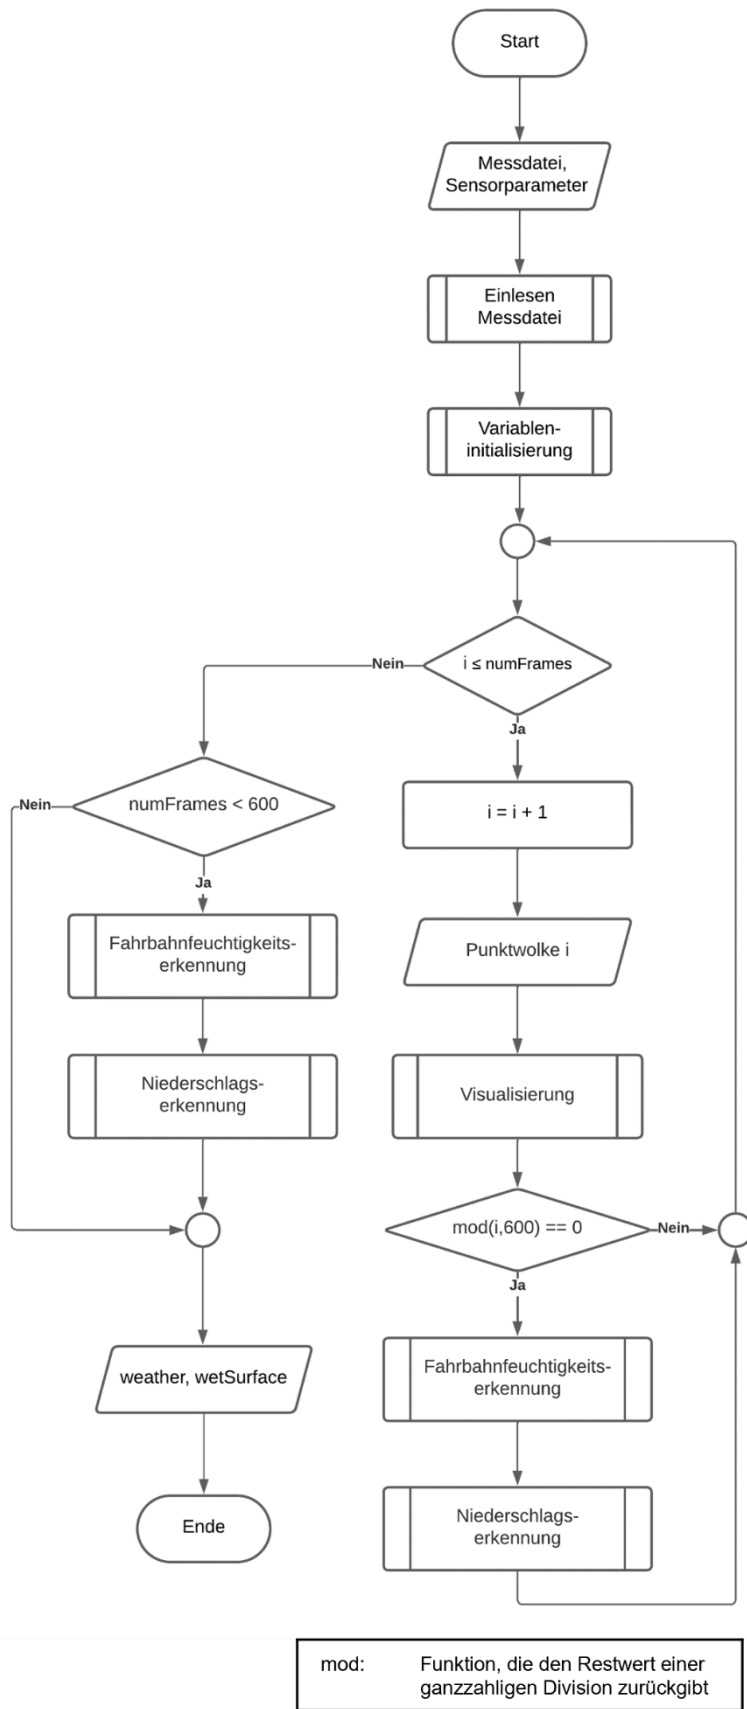 Start
Messdatei,
Sensorparameter
Einlesen
Messdatei
Variablen-
initialisierung
i ≤ numFrames
Nein
Ja
numFrames < 600
Nein
Ja
i = i + 1
Fahrbahnfeuchtigkeits-
erkennung
Punktwolke i
Niederschlags-
erkennung
Visualisierung
mod(i,600) == 0
Nein
Ja
weather, wetSurface
Fahrbahnfeuchtigkeits-
erkennung
Ende
Niederschlags-
erkennung
mod: Funktion, die den Restwert einer
ganzzahligen Division zurückgibt